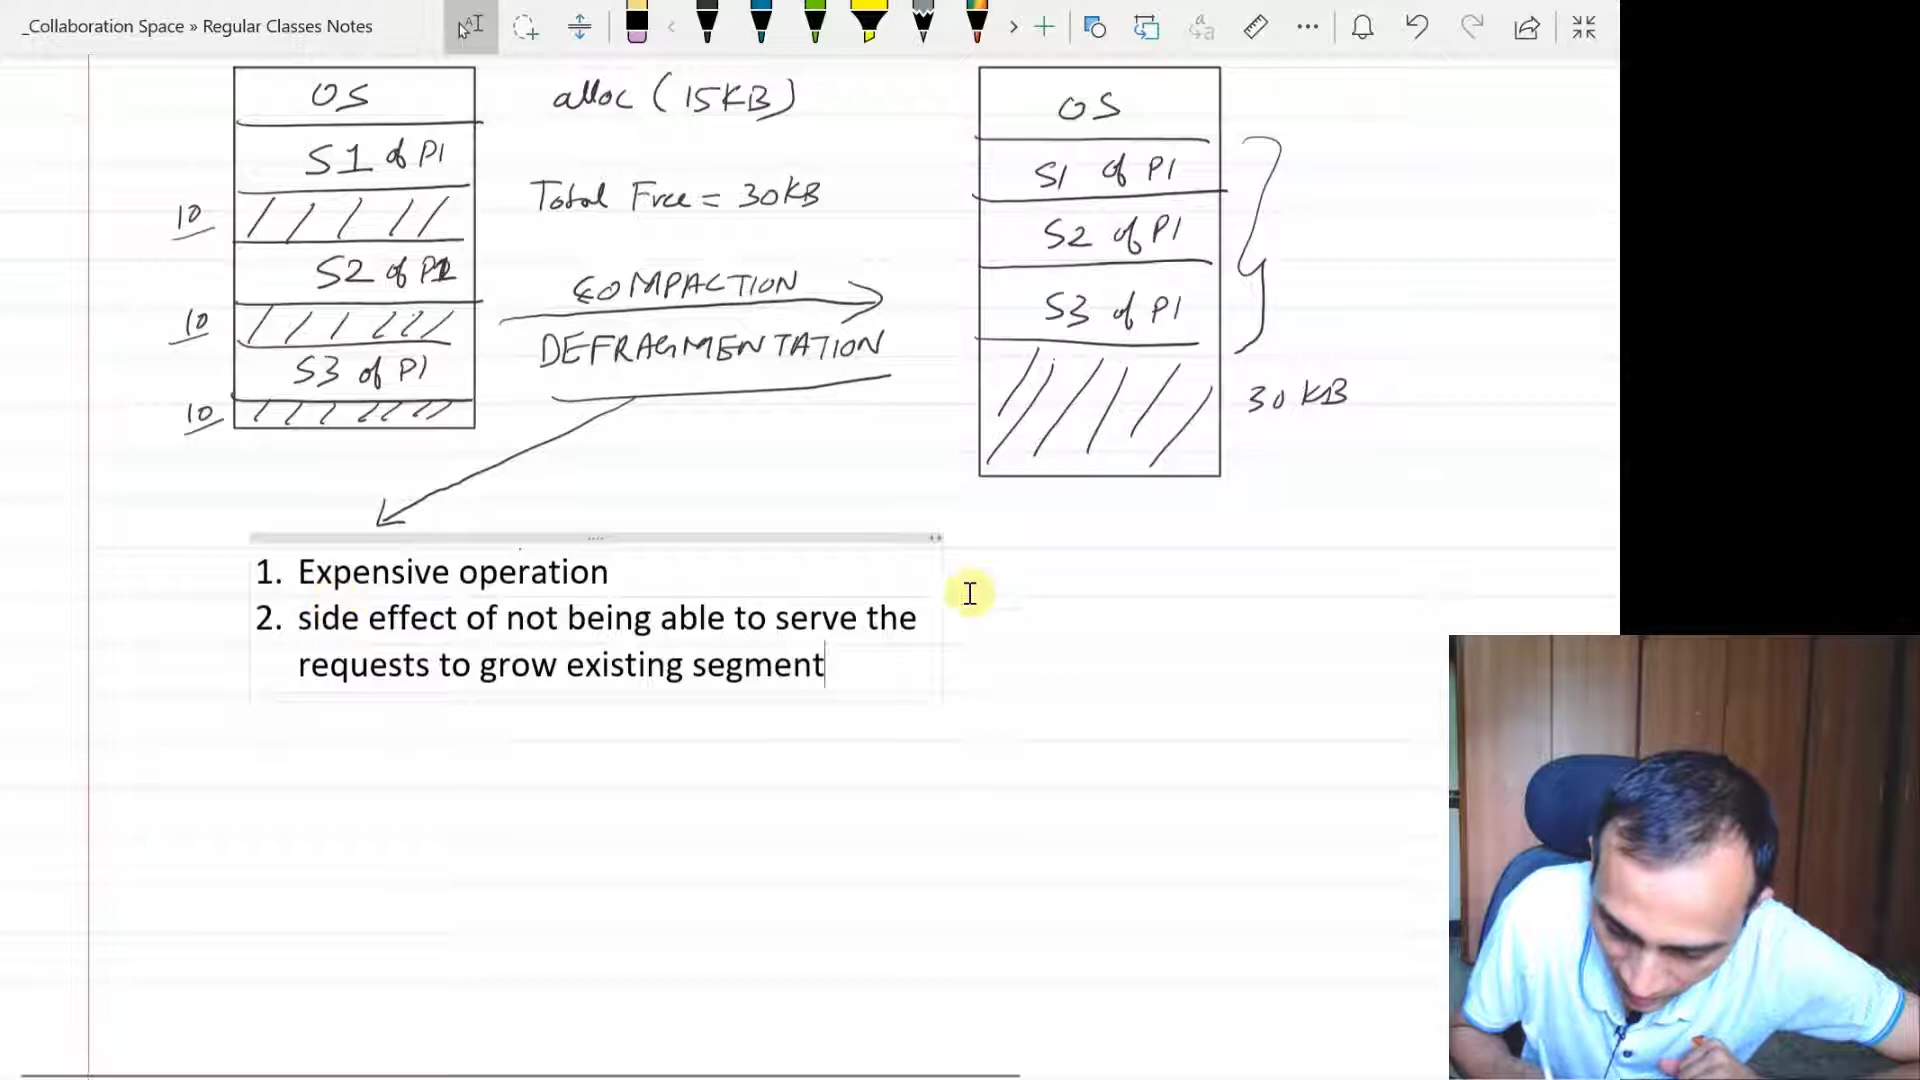 _Collaboration Space » Regular Classes Notes
OS
S1 of P1
10
S2 of P1
10
S3 of P1
10
alloc (15KB)
Total Free = 30KB
COMPACTION
DEFRAGMENTATION
OS
S1 of P1
S2 of P1
S3 of P1
30 KB
1. Expensive operation
2. side effect of not being able to serve the
requests to grow existing segment